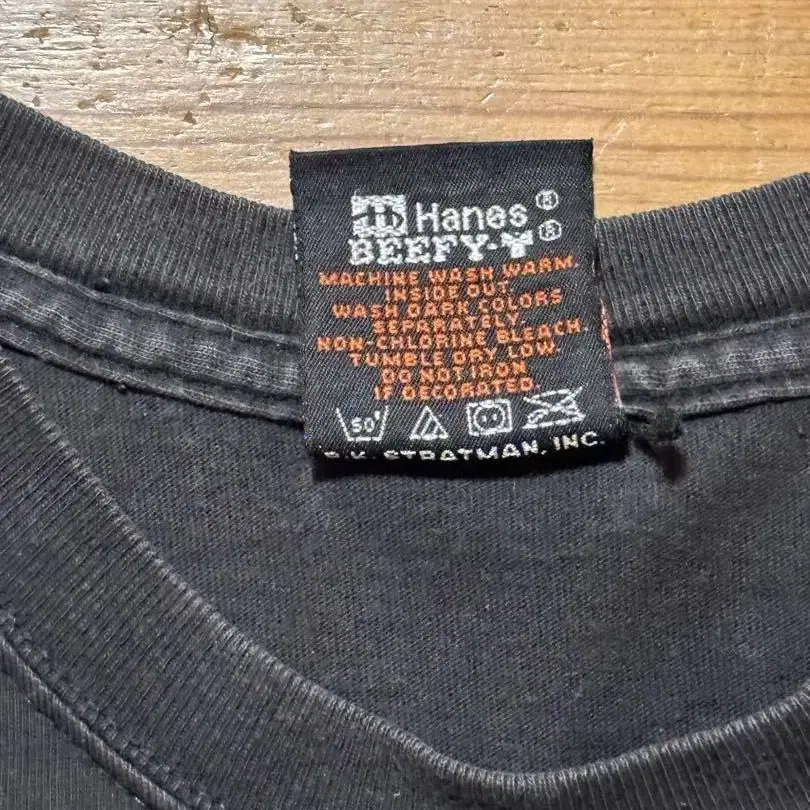 Hanes®
BEEFY-T®
MACHINE WASH WARM.
INSIDE OUT.
WASH DARK COLORS
SEPARATELY.
NON-CHLORINE BLEACH.
TUMBLE DRY LOW.
DO NOT IRON
IF DECORATED.
50°
R.K. STRATMAN, INC.